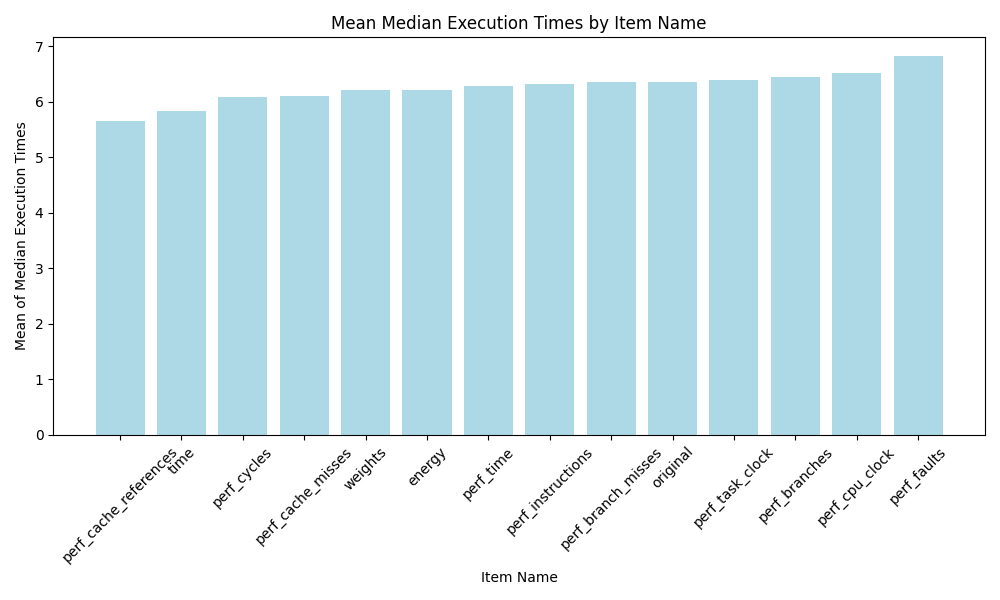 Mean Median Execution Times by Item Name
Mean of Median Execution Times
7
6
5
4
3
2
1
0
perf_cache_references
time
perf_cycles
perf_cache_misses
weights
energy
perf_time
perf_instructions
perf_branch_misses
original
perf_task_clock
perf_branches
perf_cpu_clock
perf_faults
Item Name